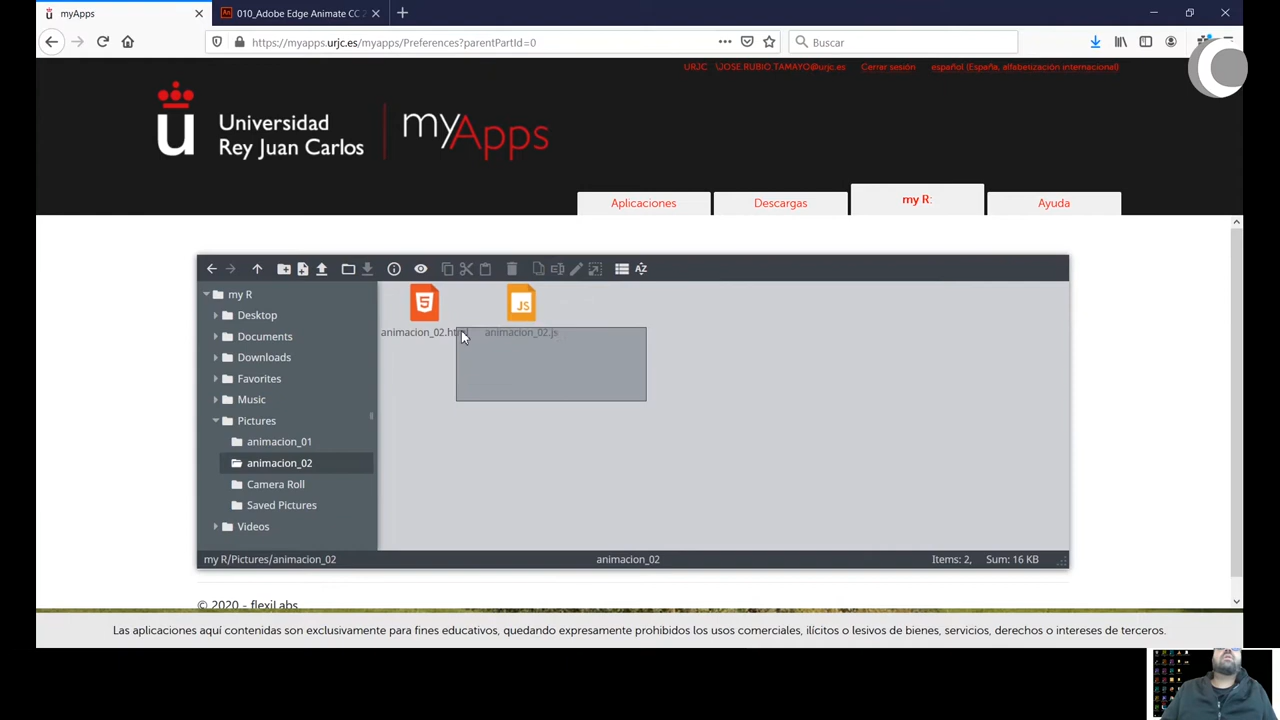 myApps
010_Adobe Edge Animate CC 2
https://myapps.urjc.es/myapps/Preferences?parentPartId=0
Buscar
URJC \JOSE.RUBIO.TAMAYO@urjc.es Cerrar sesión español (España, alfabetización internacional)
Universidad
Rey Juan Carlos
myApps
Aplicaciones
Descargas
my R:
Ayuda
my R
Desktop
Documents
Downloads
Favorites
Music
Pictures
animacion_01
animacion_02
Camera Roll
Saved Pictures
Videos
animacion_02.html
animacion_02.js
my R/Pictures/animacion_02
animacion_02
Items: 2, Sum: 16 KB
© 2020 - flexiLabs
Las aplicaciones aquí contenidas son exclusivamente para fines educativos, quedando expresamente prohibidos los usos comerciales, ilícitos o lesivos de bienes, servicios, derechos o intereses de terceros.